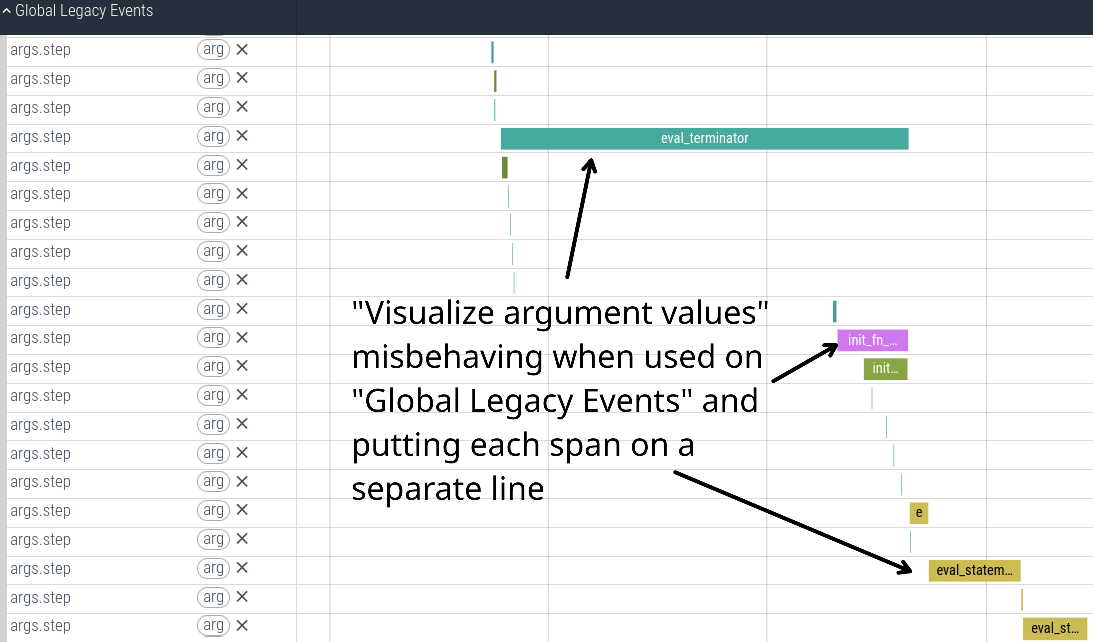 Global Legacy Events
args.step arg
args.step arg
args.step arg
args.step arg eval_terminator
args.step arg
args.step arg
args.step arg
args.step arg
args.step arg
args.step arg
args.step arg init_fn_...
args.step arg init...
args.step arg
args.step arg
args.step arg
args.step arg
args.step arg e
args.step arg
args.step arg eval_statem...
args.step arg
args.step arg eval_st...
"Visualize argument values"
misbehaving when used on
"Global Legacy Events" and
putting each span on a
separate line